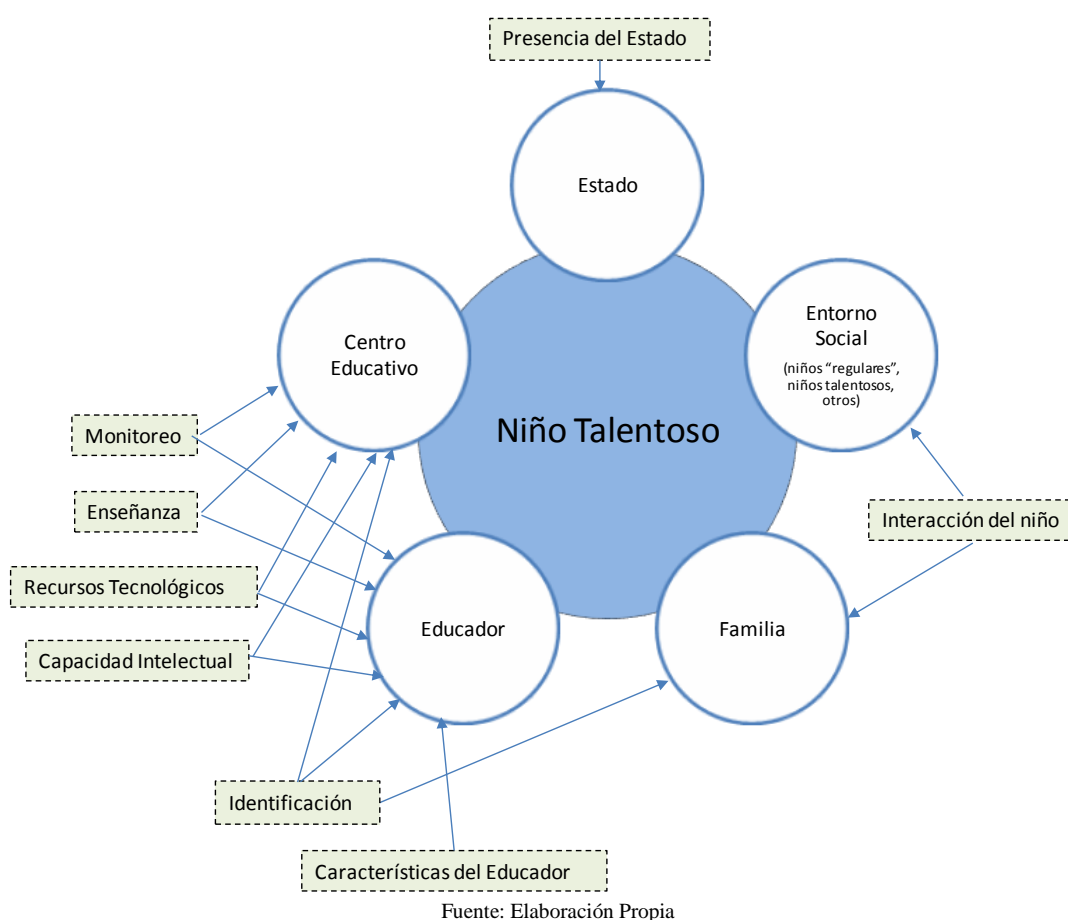 Presencia del Estado
Estado
Centro
Educativo
Entorno
Social
(niños “regulares”,
niños talentosos,
otros)
Niño Talentoso
Monitoreo
Enseñanza
Interacción del niño
Recursos Tecnológicos
Educador
Familia
Capacidad Intelectual
Identificación
Características del Educador
Fuente: Elaboración Propia